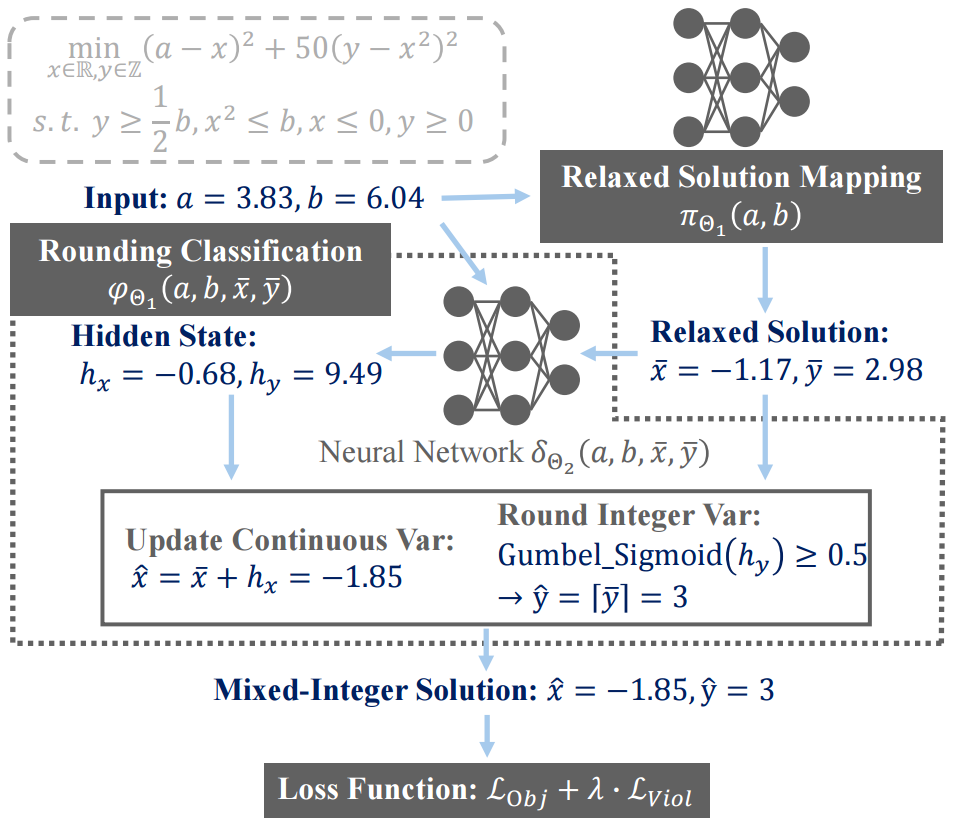 min (a − x)² + 50(y − x²)²
x∈ℝ,y∈ℤ
s.t. y ≥ 1/2 b, x² ≤ b, x ≤ 0, y ≥ 0
Input: a = 3.83, b = 6.04
Relaxed Solution Mapping
π_Θ₁(a, b)
Rounding Classification
φ_Θ₁(a, b, x̄, ȳ)
Hidden State:
hₓ = −0.68, h_y = 9.49
Relaxed Solution:
x̄ = −1.17, ȳ = 2.98
Neural Network δ_Θ₂(a, b, x̄, ȳ)
Update Continuous Var:
x̂ = x̄ + hₓ = −1.85
Round Integer Var:
Gumbel_Sigmoid(h_y) ≥ 0.5
→ ŷ = ⌈ȳ⌉ = 3
Mixed-Integer Solution: x̂ = −1.85, ŷ = 3
Loss Function: ℒ_Obj + λ · ℒ_Viol